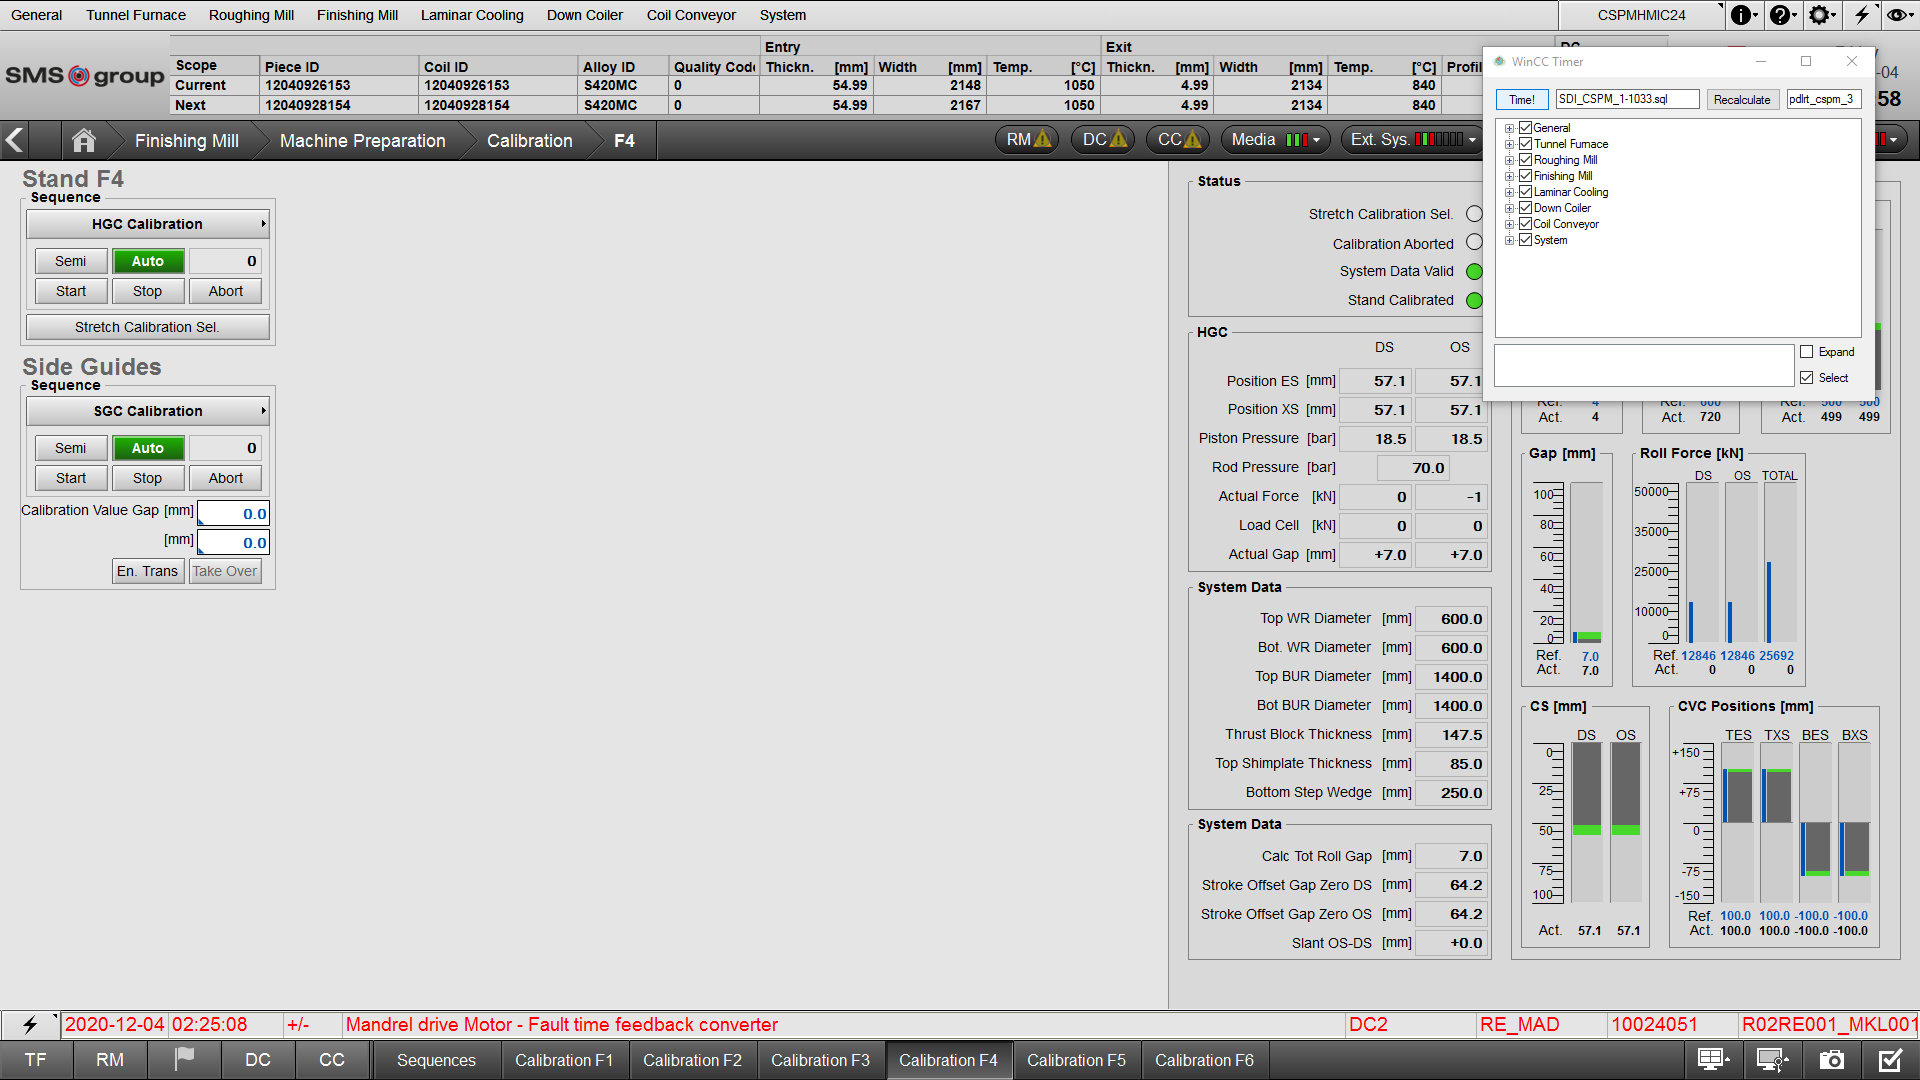 General Tunnel Furnace Roughing Mill Finishing Mill Laminar Cooling Down Coiler Coil Conveyor System CSPMHMIC24
Entry Exit
SMS group
Scope Piece ID Coil ID Alloy ID Quality Code Thickn. [mm] Width [mm] Temp. [°C] Thickn. [mm] Width [mm] Temp. [°C] Profil
Current 12040926153 12040926153 S420MC 0 54.99 2148 1050 4.99 2134 840
Next 12040928154 12040928154 S420MC 0 54.99 2167 1050 4.99 2134 840
-04
:58
WinCC Timer
Time! SDI_CSPM_1-1033.sql Recalculate pdlrt_cspm_3
General
Tunnel Furnace
Roughing Mill
Finishing Mill
Laminar Cooling
Down Coiler
Coil Conveyor
System
Expand
Select
Finishing Mill Machine Preparation Calibration F4 RM DC CC Media Ext. Sys.
Stand F4
Sequence
HGC Calibration
Semi Auto 0
Start Stop Abort
Stretch Calibration Sel.
Side Guides
Sequence
SGC Calibration
Semi Auto 0
Start Stop Abort
Calibration Value Gap [mm] 0.0
[mm] 0.0
En. Trans Take Over
Status
Stretch Calibration Sel.
Calibration Aborted
System Data Valid
Stand Calibrated
HGC
DS OS
Position ES [mm] 57.1 57.1
Position XS [mm] 57.1 57.1
Piston Pressure [bar] 18.5 18.5
Rod Pressure [bar] 70.0
Actual Force [kN] 0 -1
Load Cell [kN] 0 0
Actual Gap [mm] +7.0 +7.0
System Data
Top WR Diameter [mm] 600.0
Bot. WR Diameter [mm] 600.0
Top BUR Diameter [mm] 1400.0
Bot BUR Diameter [mm] 1400.0
Thrust Block Thickness [mm] 147.5
Top Shimplate Thickness [mm] 85.0
Bottom Step Wedge [mm] 250.0
System Data
Calc Tot Roll Gap [mm] 7.0
Stroke Offset Gap Zero DS [mm] 64.2
Stroke Offset Gap Zero OS [mm] 64.2
Slant OS-DS [mm] +0.0
Ref. 4 Ref. 600 Ref. 500 500
Act. 4 Act. 720 Act. 499 499
Gap [mm]
100
80
60
40
20
0
Ref. 7.0
Act. 7.0
Roll Force [kN]
DS OS TOTAL
50000
35000
25000
10000
0
Ref. 12846 12846 25692
Act. 0 0 0
CS [mm]
DS OS
0
25
50
75
100
Act. 57.1 57.1
CVC Positions [mm]
TES TXS BES BXS
+150
+75
0
-75
-150
Ref. 100.0 100.0 -100.0 -100.0
Act. 100.0 100.0 -100.0 -100.0
2020-12-04 02:25:08 +/- Mandrel drive Motor - Fault time feedback converter DC2 RE_MAD 10024051 R02RE001_MKL001
TF RM DC CC Sequences Calibration F1 Calibration F2 Calibration F3 Calibration F4 Calibration F5 Calibration F6